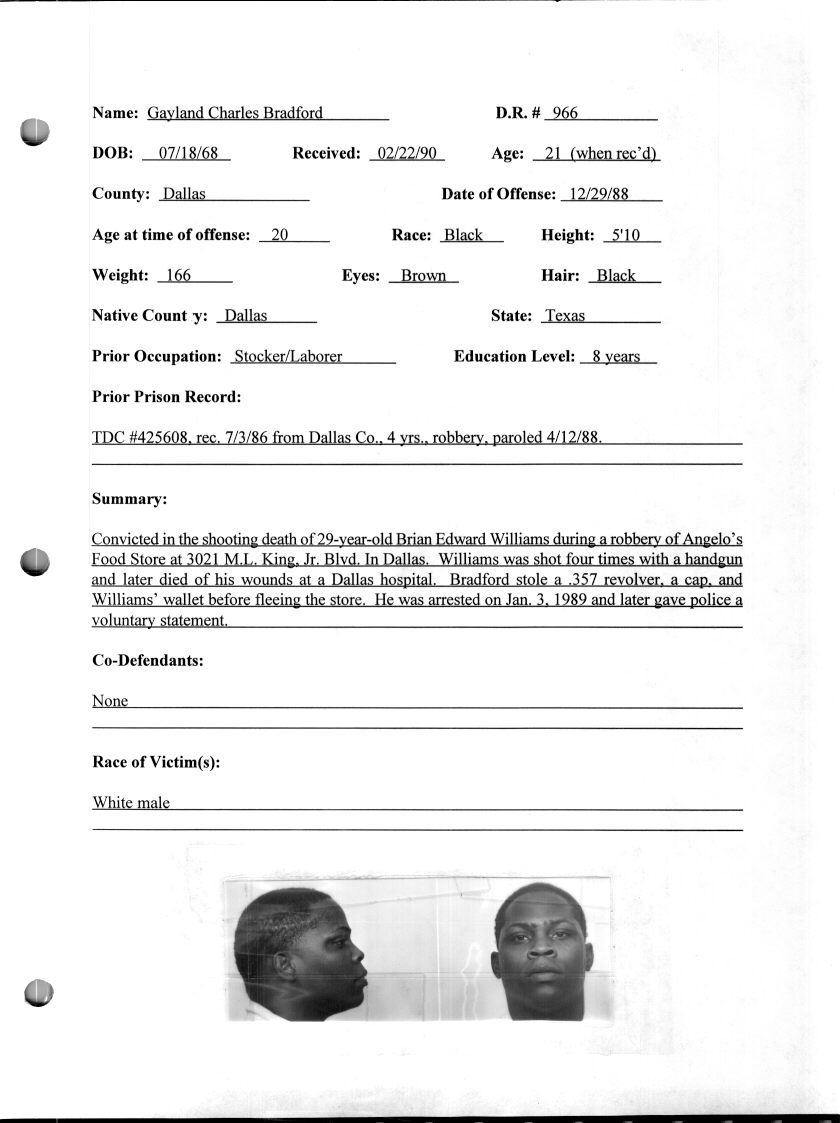 Name: Gayland Charles Bradford D.R. # 966
DOB: 07/18/68 Received: 02/22/90 Age: 21 (when rec'd)
County: Dallas Date of Offense: 12/29/88
Age at time of offense: 20 Race: Black Height: 5'10
Weight: 166 Eyes: Brown Hair: Black
Native Count y: Dallas State: Texas
Prior Occupation: Stocker/Laborer Education Level: 8 years
Prior Prison Record:
TDC #425608, rec. 7/3/86 from Dallas Co., 4 yrs., robbery, paroled 4/12/88.
Summary:
Convicted in the shooting death of 29-year-old Brian Edward Williams during a robbery of Angelo's
Food Store at 3021 M.L. King, Jr. Blvd. In Dallas. Williams was shot four times with a handgun
and later died of his wounds at a Dallas hospital. Bradford stole a .357 revolver, a cap, and
Williams' wallet before fleeing the store. He was arrested on Jan. 3, 1989 and later gave police a
voluntary statement.
Co-Defendants:
None
Race of Victim(s):
White male